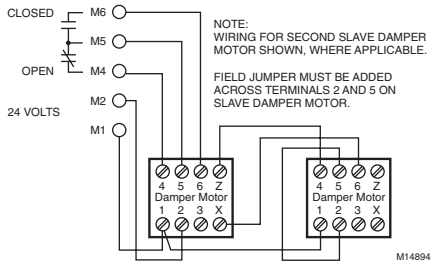 CLOSED
M6
M5
OPEN
M4
M2
24 VOLTS
M1
NOTE:
WIRING FOR SECOND SLAVE DAMPER
MOTOR SHOWN, WHERE APPLICABLE.
FIELD JUMPER MUST BE ADDED
ACROSS TERMINALS 2 AND 5 ON
SLAVE DAMPER MOTOR.
4 5 6 Z
Damper Motor
1 2 3 X
4 5 6 Z
Damper Motor
1 2 3 X
M14894